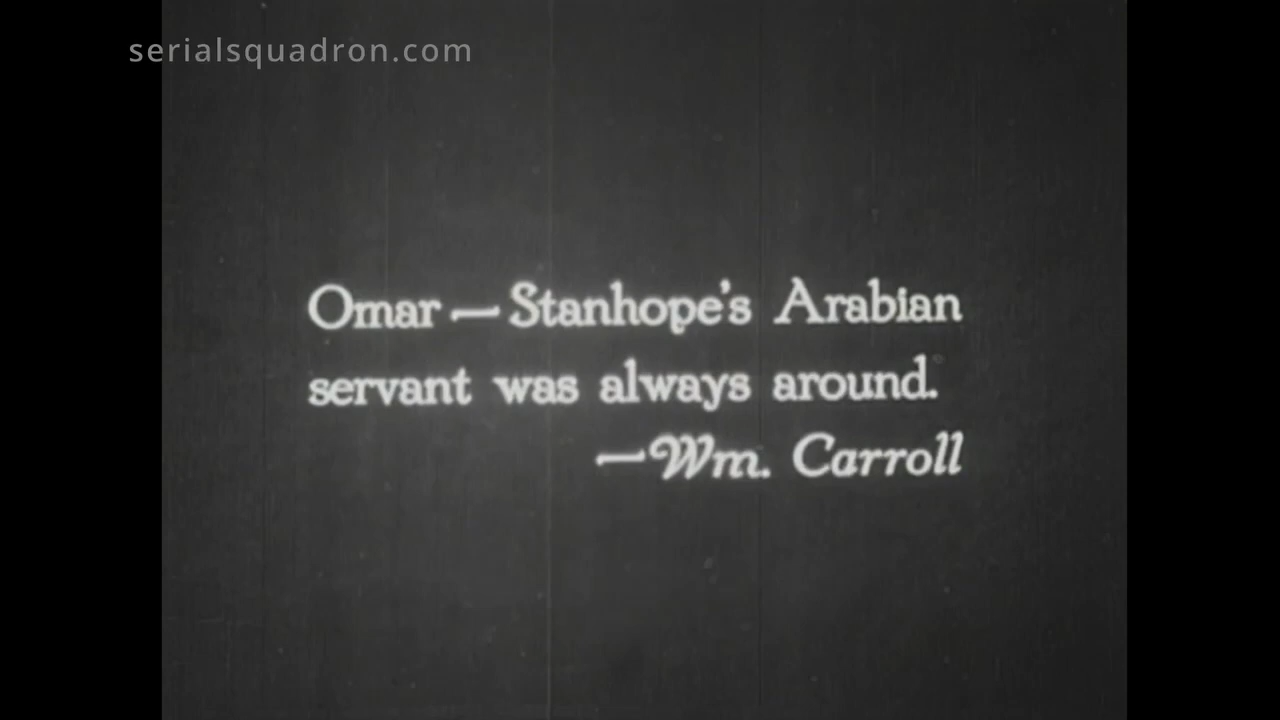 serialsquadron.com
Omar — Stanhope's Arabian
servant was always around.
—Wm. Carroll